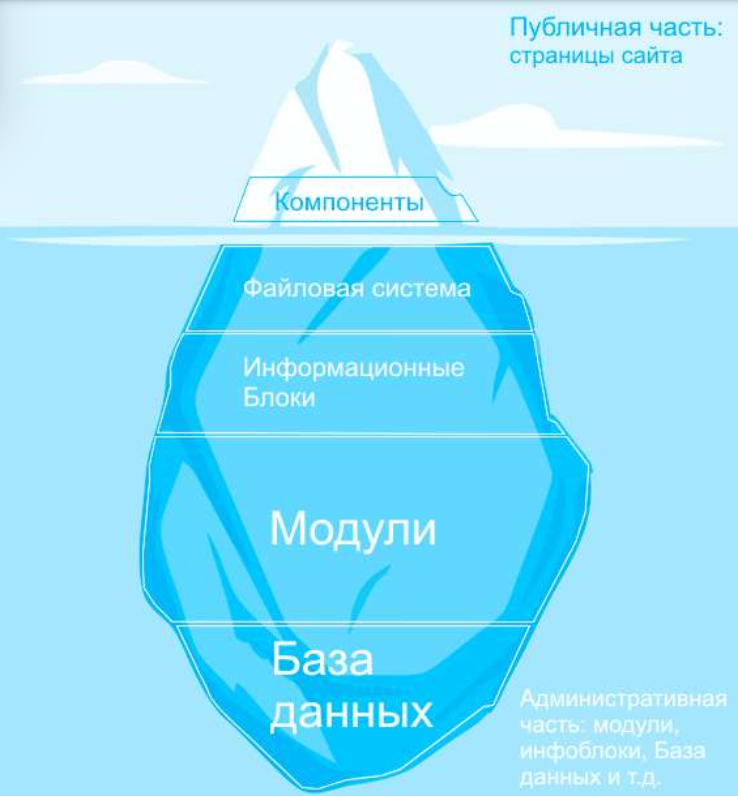 Публичная часть:
страницы сайта
Компоненты
Файловая система
Информационные
Блоки
Модули
База
данных
Административная
часть: модули,
инфоблоки, База
данных и т.д.